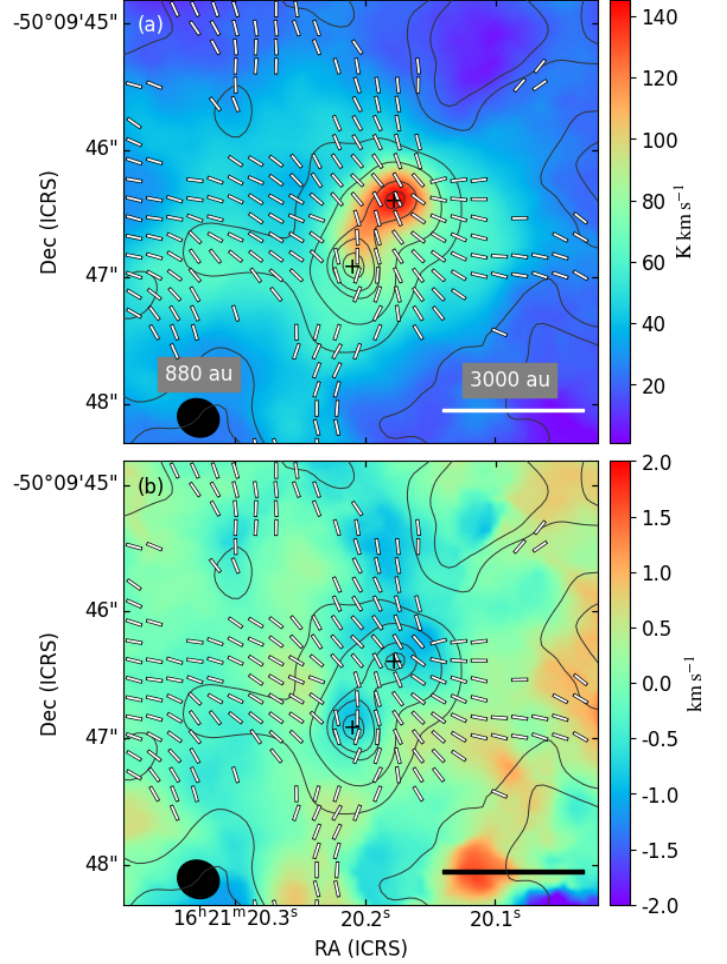 (a)
-50°09'45"
46"
47"
48"
Dec (ICRS)
880 au
3000 au
140
120
100
80
60
40
20
K km s⁻¹
(b)
-50°09'45"
46"
47"
48"
Dec (ICRS)
2.0
1.5
1.0
0.5
0.0
-0.5
-1.0
-1.5
-2.0
km s⁻¹
16ʰ21ᵐ20.3ˢ
20.2ˢ
20.1ˢ
RA (ICRS)